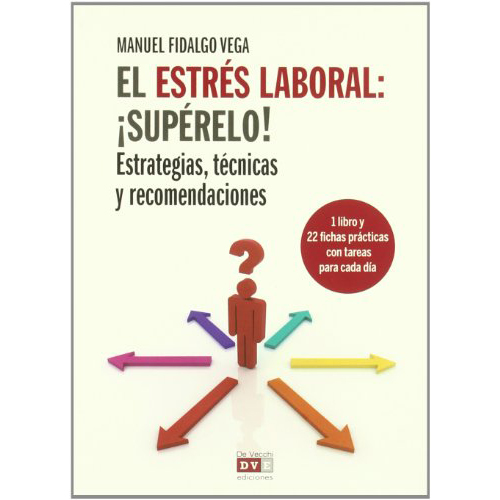 MANUEL FIDALGO VEGA
EL ESTRÉS LABORAL:
¡SUPÉRELO!
Estrategias, técnicas
y recomendaciones
1 libro y
22 fichas prácticas
con tareas
para cada día
?
De Vecchi
DVE
ediciones